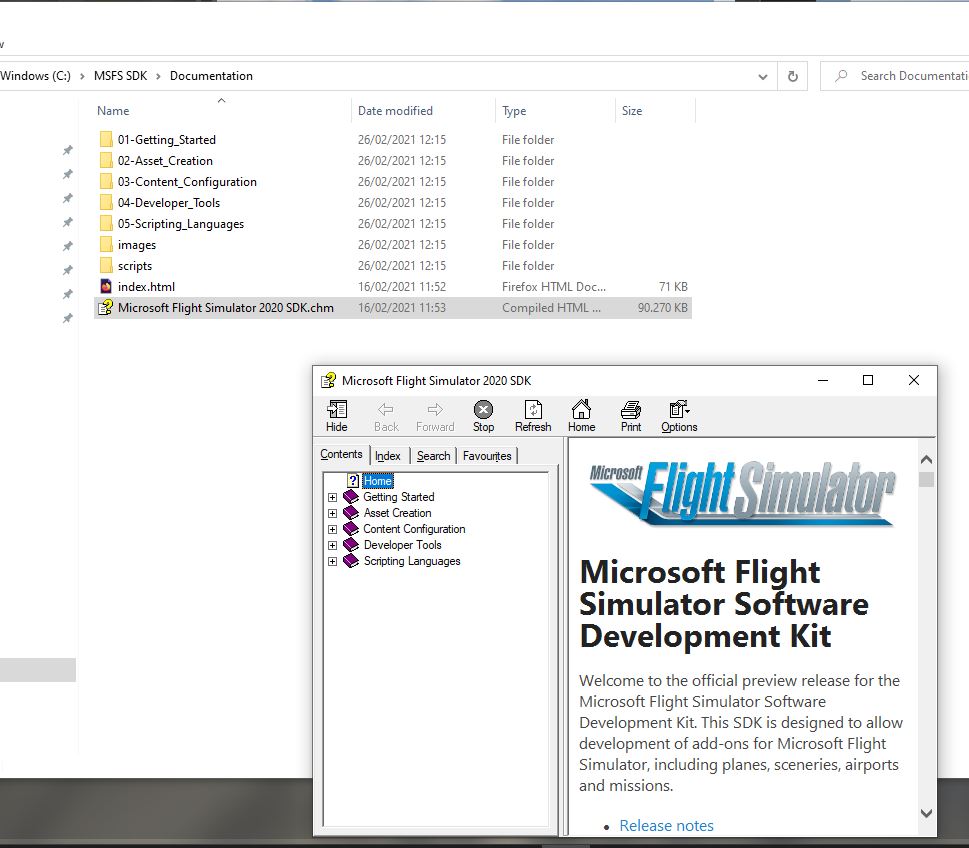 Windows (C:) › MSFS SDK › Documentation
Name Date modified Type Size
01-Getting_Started 26/02/2021 12:15 File folder
02-Asset_Creation 26/02/2021 12:15 File folder
03-Content_Configuration 26/02/2021 12:15 File folder
04-Developer_Tools 26/02/2021 12:15 File folder
05-Scripting_Languages 26/02/2021 12:15 File folder
images 26/02/2021 12:15 File folder
scripts 26/02/2021 12:15 File folder
index.html 16/02/2021 11:52 Firefox HTML Doc... 71 KB
Microsoft Flight Simulator 2020 SDK.chm 16/02/2021 11:53 Compiled HTML ... 90.270 KB
Search Documentati
Microsoft Flight Simulator 2020 SDK
Hide Back Forward Stop Refresh Home Print Options
Contents Index Search Favourites
Home
Getting Started
Asset Creation
Content Configuration
Developer Tools
Scripting Languages
Microsoft Flight Simulator
Microsoft Flight
Simulator Software
Development Kit
Welcome to the official preview release for the
Microsoft Flight Simulator Software
Development Kit. This SDK is designed to allow
development of add-ons for Microsoft Flight
Simulator, including planes, sceneries, airports
and missions.
• Release notes